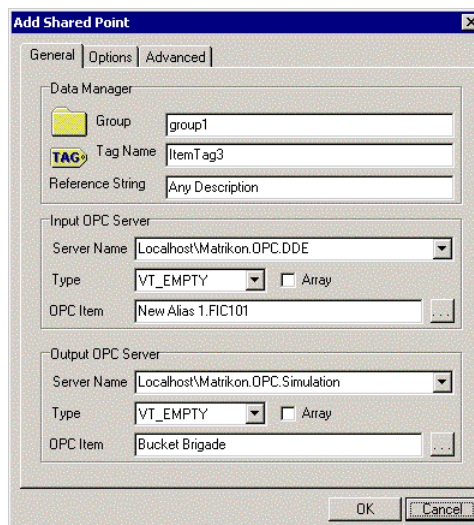 Add Shared Point
General Options Advanced
Data Manager
Group group1
TAG Tag Name ItemTag3
Reference String Any Description
Input OPC Server
Server Name Localhost\Matrikon.OPC.DDE
Type VT_EMPTY Array
OPC Item New Alias 1.FIC101 ...
Output OPC Server
Server Name Localhost\Matrikon.OPC.Simulation
Type VT_EMPTY Array
OPC Item Bucket Brigade ...
OK Cancel